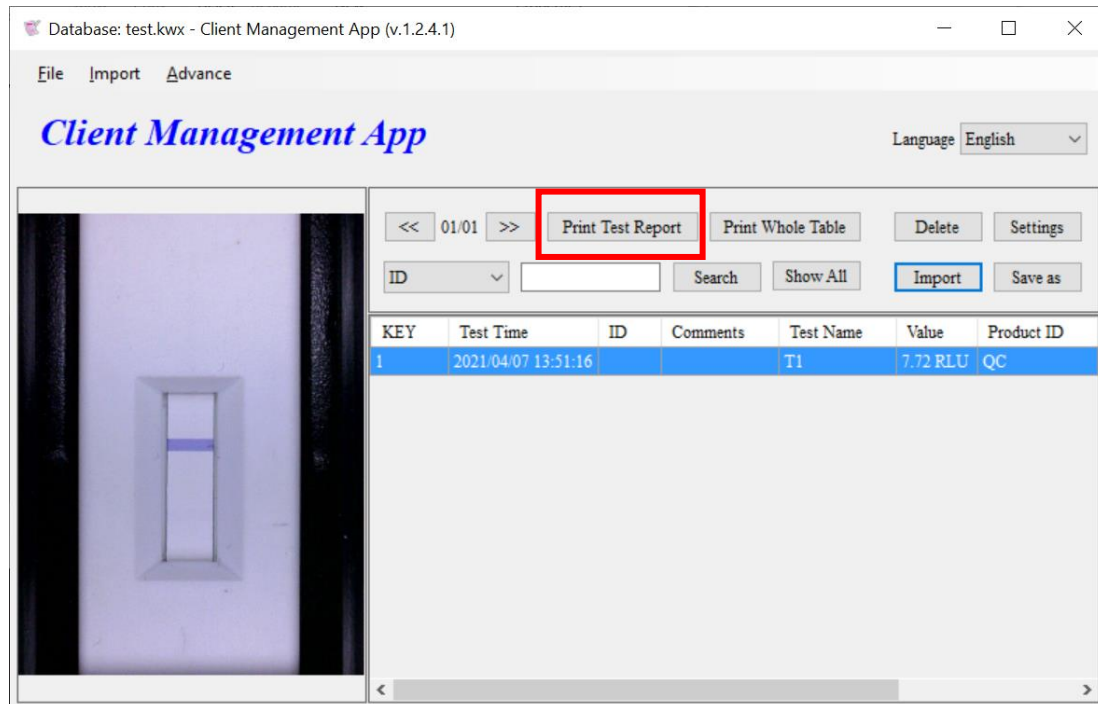 Database: test.kwx - Client Management App (v.1.2.4.1)
File Import Advance
Client Management App
Language English
<< 01/01 >> Print Test Report Print Whole Table Delete Settings
ID Search Show All Import Save as
KEY Test Time ID Comments Test Name Value Product ID
1 2021/04/07 13:51:16 T1 7.72 RLU QC